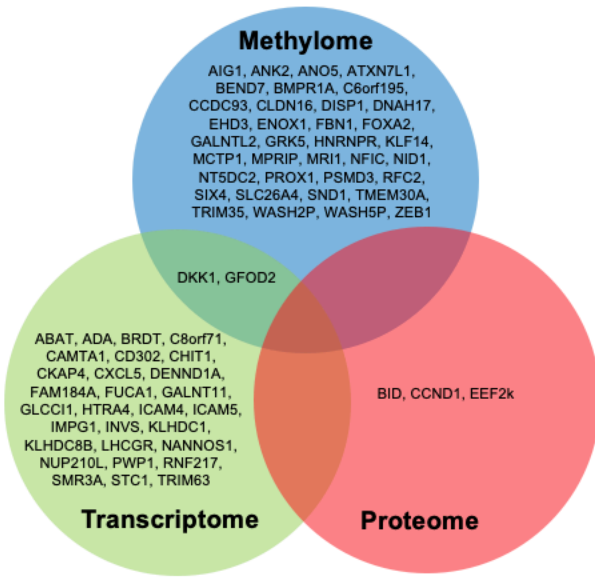 Methylome
AIG1, ANK2, ANO5, ATXN7L1,
BEND7, BMPR1A, C6orf195,
CCDC93, CLDN16, DISP1, DNAH17,
EHD3, ENOX1, FBN1, FOXA2,
GALNTL2, GRK5, HNRNPR, KLF14,
MCTP1, MPRIP, MRI1, NFIC, NID1,
NT5DC2, PROX1, PSMD3, RFC2,
SIX4, SLC26A4, SND1, TMEM30A,
TRIM35, WASH2P, WASH5P, ZEB1
DKK1, GFOD2
ABAT, ADA, BRDT, C8orf71,
CAMTA1, CD302, CHIT1,
CKAP4, CXCL5, DENND1A,
FAM184A, FUCA1, GALNT11,
GLCCI1, HTRA4, ICAM4, ICAM5,
IMPG1, INVS, KLHDC1,
KLHDC8B, LHCGR, NANNOS1,
NUP210L, PWP1, RNF217,
SMR3A, STC1, TRIM63
Transcriptome
BID, CCND1, EEF2k
Proteome